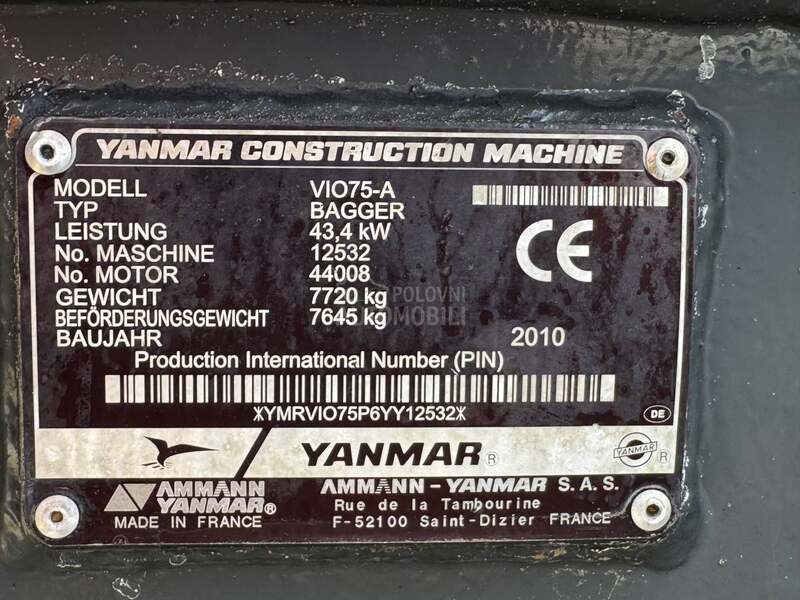 YANMAR CONSTRUCTION MACHINE
MODELL VIO75-A
TYP BAGGER
LEISTUNG 43,4 kW
No. MASCHINE 12532
No. MOTOR 44008
GEWICHT 7720 kg
BEFÖRDERUNGSGEWICHT 7645 kg
BAUJAHR 2010
CE
POLOVNI
AUTOMOBILI
Production International Number (PIN)
*YMRVIO75P6YY12532*
DE
YANMAR ®
YANMAR ®
AMMANN
YANMAR®
MADE IN FRANCE
AMMANN - YANMAR S.A.S.
Rue de la Tambourine
F-52100 Saint-Dizier FRANCE